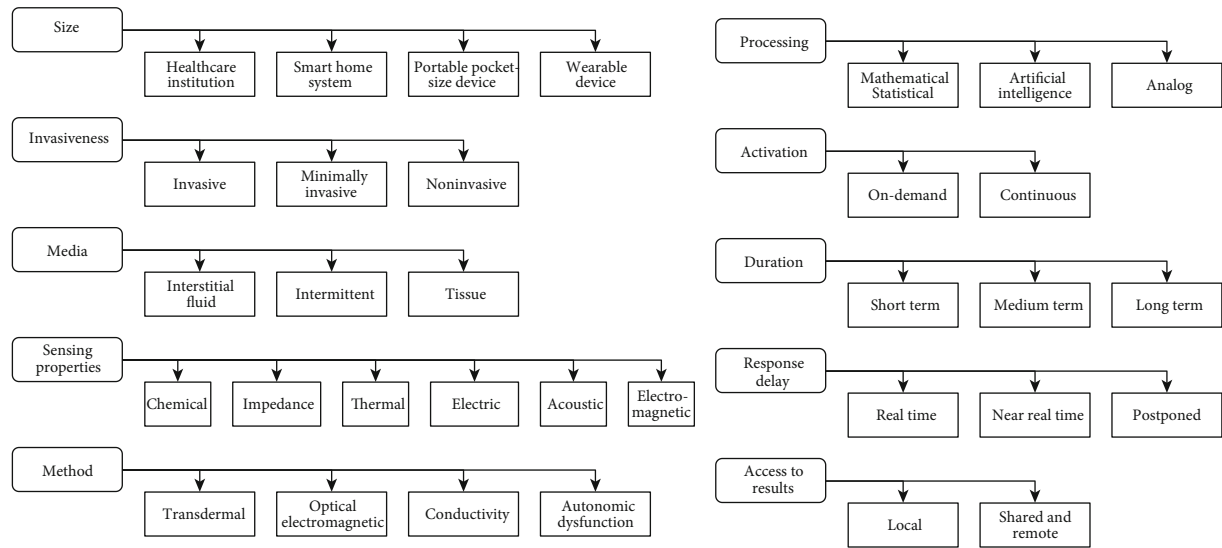 Size
Healthcare
institution
Smart home
system
Portable pocket-
size device
Wearable
device
Invasiveness
Invasive
Minimally
invasive
Noninvasive
Media
Interstitial
fluid
Intermittent
Tissue
Sensing
properties
Chemical
Impedance
Thermal
Electric
Acoustic
Electro-
magnetic
Method
Transdermal
Optical
electromagnetic
Conductivity
Autonomic
dysfunction
Processing
Mathematical
Statistical
Artificial
intelligence
Analog
Activation
On-demand
Continuous
Duration
Short term
Medium term
Long term
Response
delay
Real time
Near real time
Postponed
Access to
results
Local
Shared and
remote